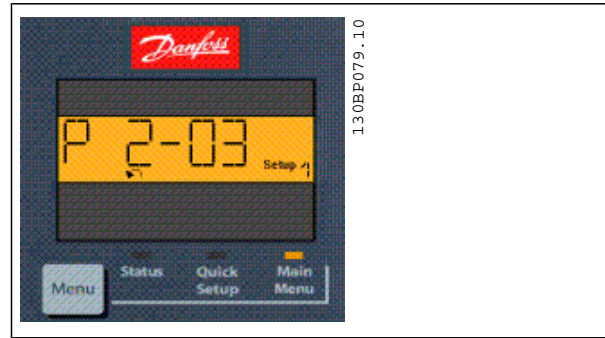 Danfoss
P 2-03
Setup 1
Status Quick Setup Main Menu
Menu
130BP079.10